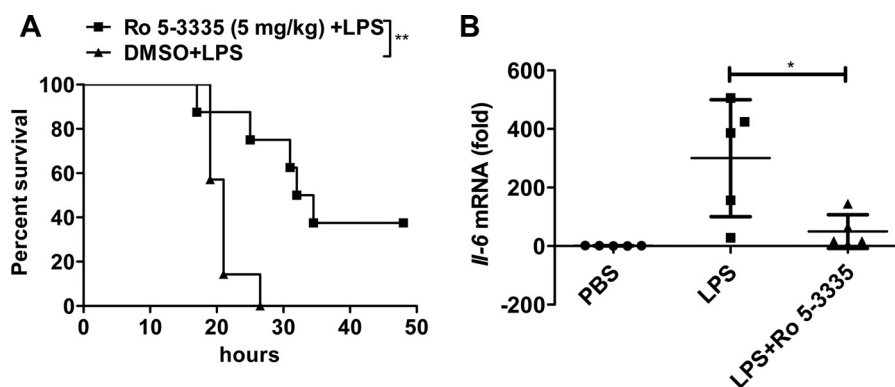 A
Ro 5-3335 (5 mg/kg) +LPS
DMSO+LPS
**
Percent survival
100
80
60
40
20
0
0 10 20 30 40 50
hours
B
Il-6 mRNA (fold)
600
400
200
0
-200
*
PBS
LPS
LPS+Ro 5-3335